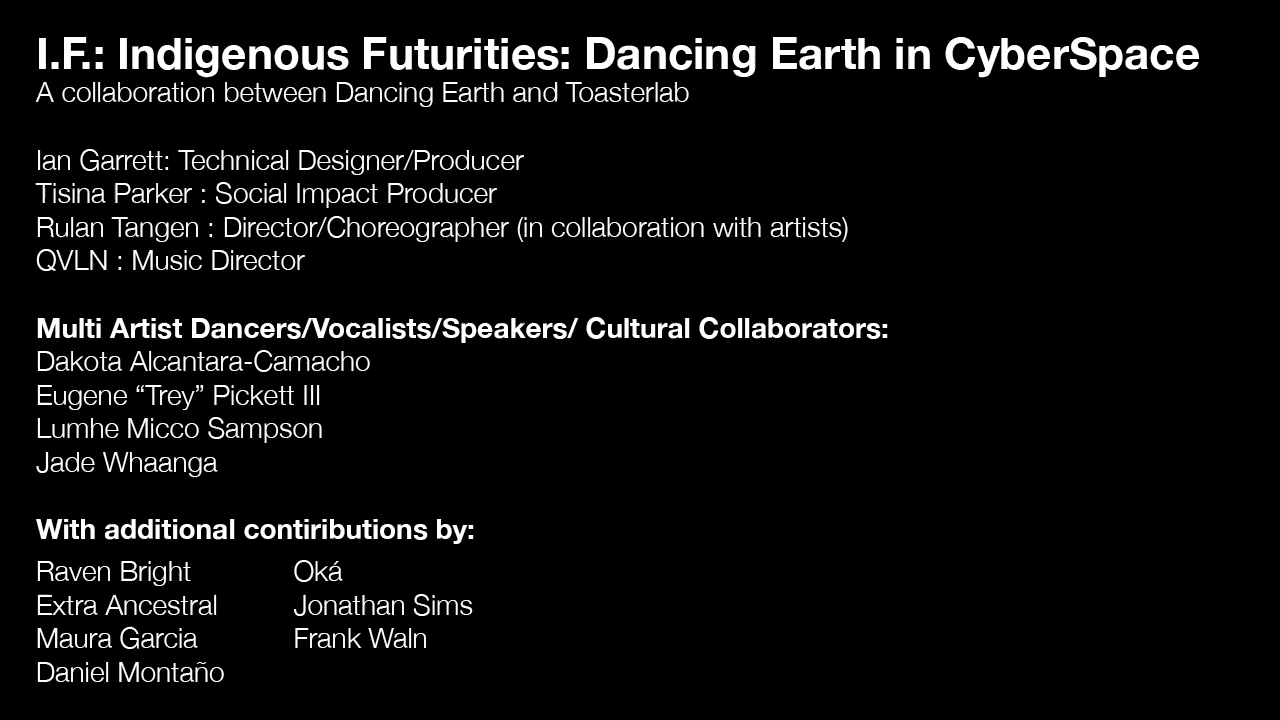 I.F.: Indigenous Futurities: Dancing Earth in CyberSpace
A collaboration between Dancing Earth and Toasterlab
Ian Garrett: Technical Designer/Producer
Tisina Parker : Social Impact Producer
Rulan Tangen : Director/Choreographer (in collaboration with artists)
QVLN : Music Director
Multi Artist Dancers/Vocalists/Speakers/ Cultural Collaborators:
Dakota Alcantara-Camacho
Eugene “Trey” Pickett III
Lumhe Micco Sampson
Jade Whaanga
With additional contiributions by:
Raven Bright
Extra Ancestral
Maura Garcia
Daniel Montaño
Oká
Jonathan Sims
Frank Waln